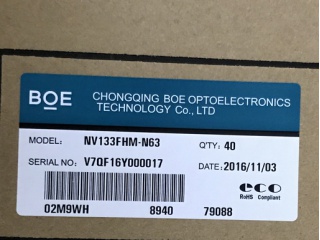 BOE CHONGQING BOE OPTOELECTRONICS
TECHNOLOGY Co., LTD
MODEL: NV133FHM-N63 Q'TY: 40
SERIAL NO: V7QF16Y000017 DATE: 2016/11/03
eco
RoHS Compliant
02M9WH 8940 79088